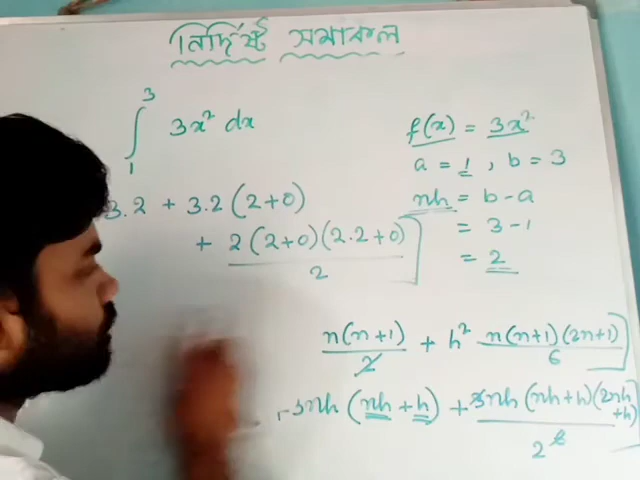 নির্দিষ্ট সমাকল
∫₁³ 3x² dx
f(x) = 3x²
a = 1, b = 3
nh = b - a
= 3 - 1
= 2
3.2 + 3.2(2+0)
+ 2(2+0)(2.2+0)/2]
n(n+1)/2 + h² n(n+1)(2n+1)/6]
3nh(nh+h) + nh(nh+h)(2nh+h)/2